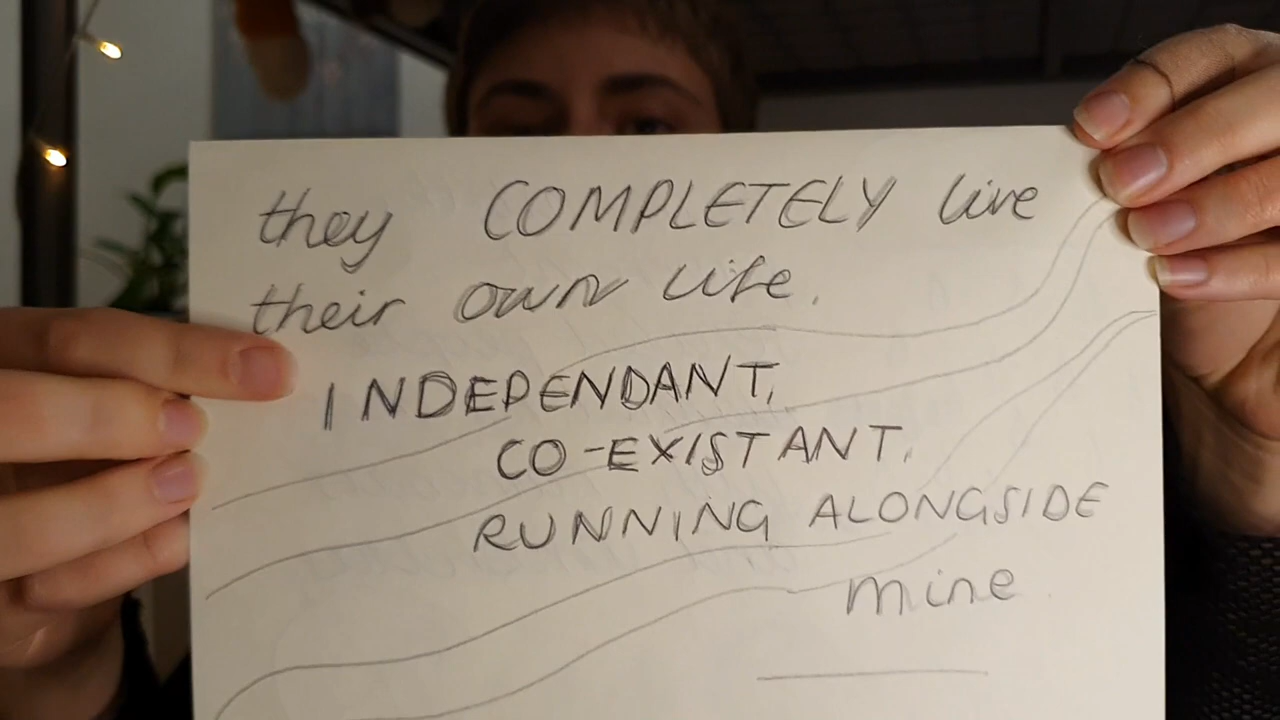 they COMPLETELY live
their own life.
INDEPENDANT,
CO-EXISTANT,
RUNNING ALONGSIDE
mine